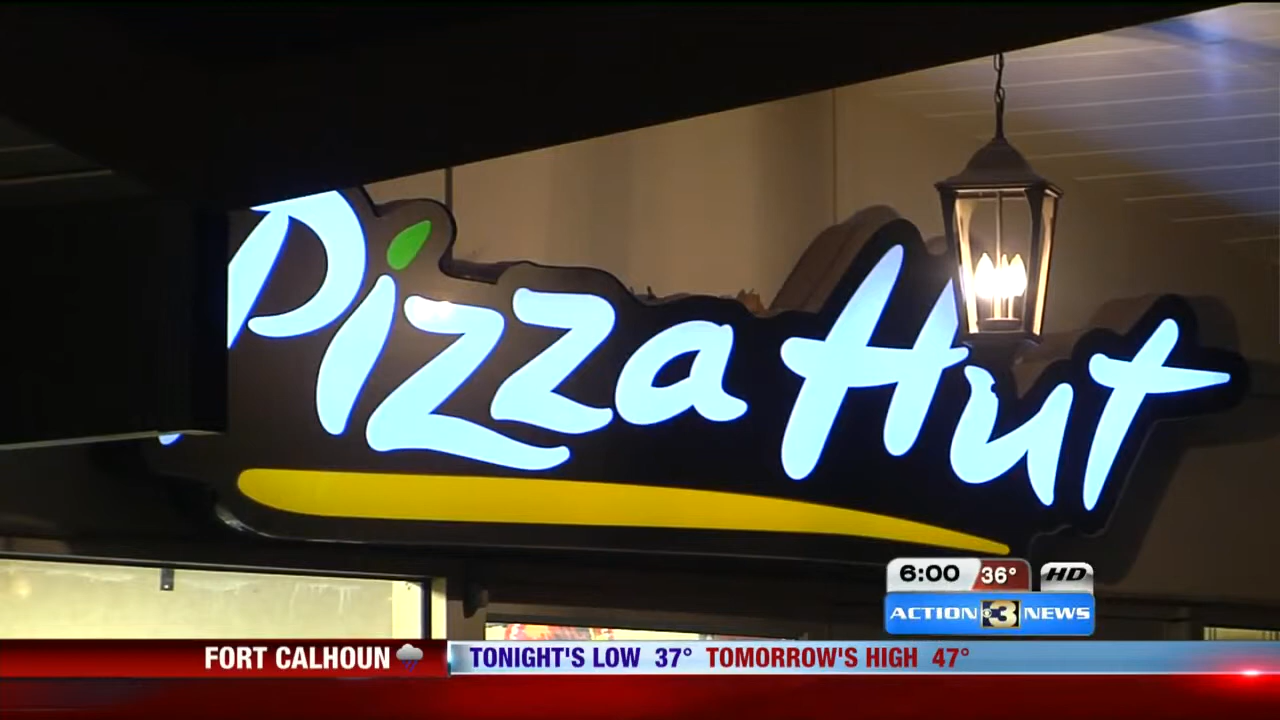 Pizza Hut
6:00 36° HD
ACTION 3 NEWS
FORT CALHOUN TONIGHT'S LOW 37° TOMORROW'S HIGH 47°